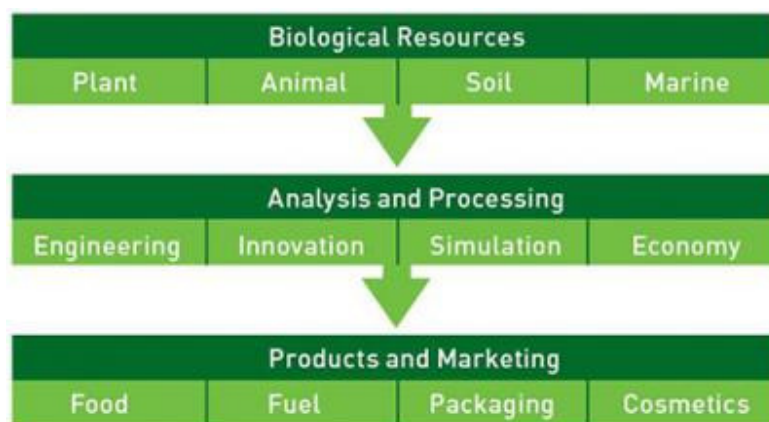 Biological Resources
Plant Animal Soil Marine
Analysis and Processing
Engineering Innovation Simulation Economy
Products and Marketing
Food Fuel Packaging Cosmetics